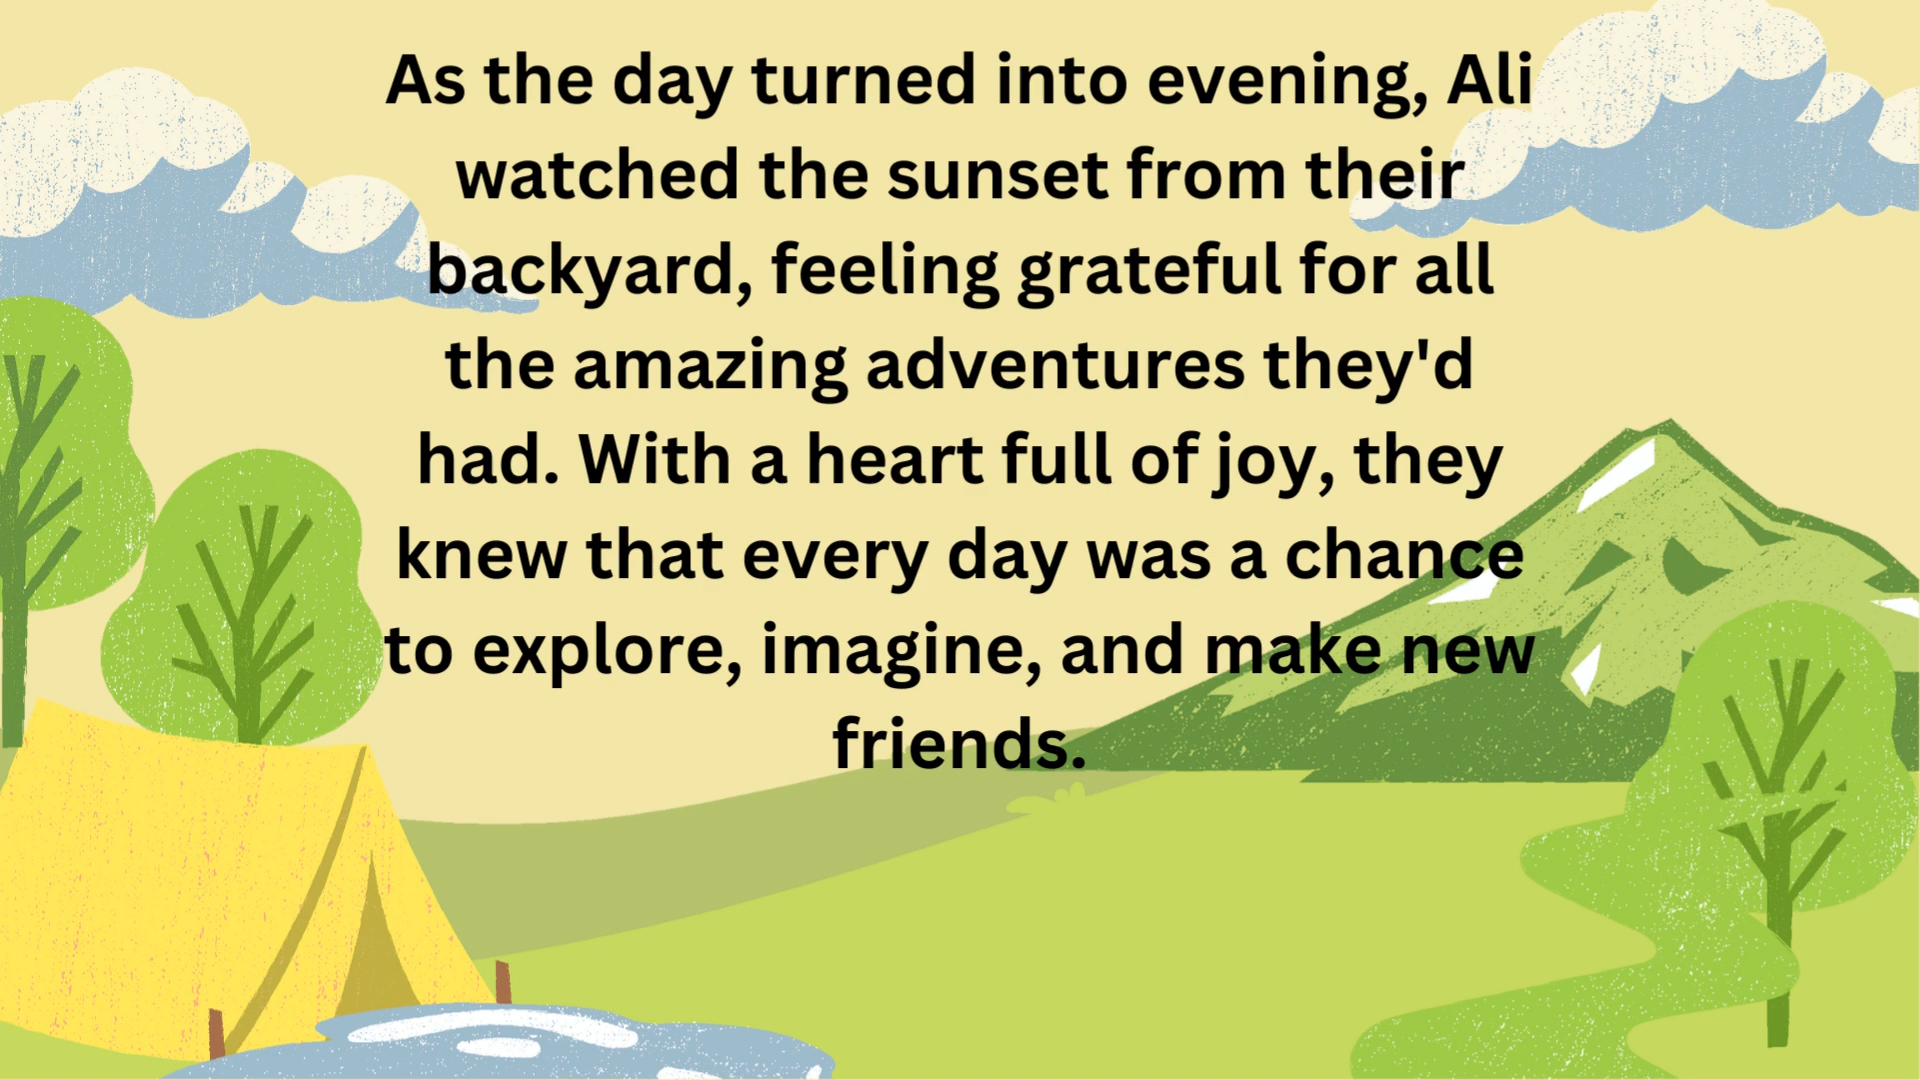 As the day turned into evening, Ali
watched the sunset from their
backyard, feeling grateful for all
the amazing adventures they'd
had. With a heart full of joy, they
knew that every day was a chance
to explore, imagine, and make new
friends.